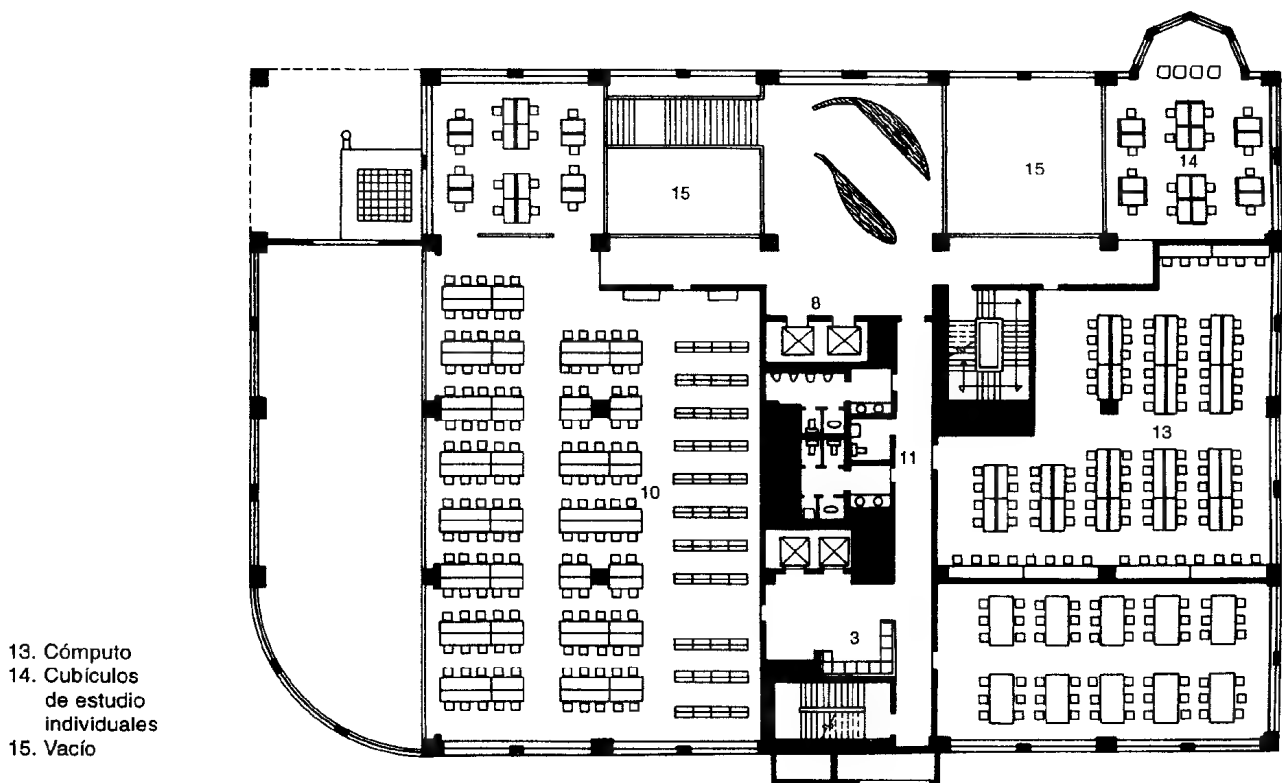 15
15
14
8
13
11
10
3
13. Cómputo
14. Cubículos
de estudio
individuales
15. Vacío